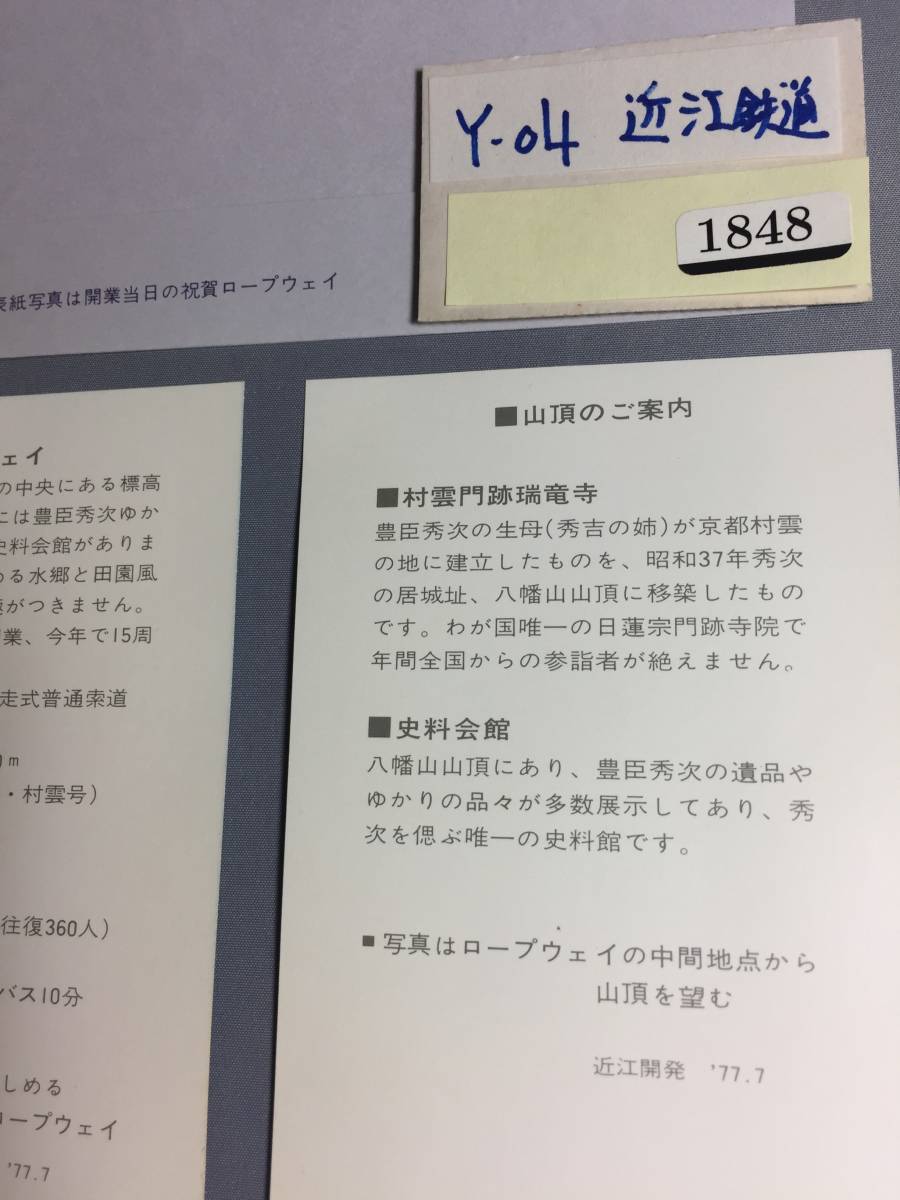 Y-04 近江鉄道
1848
表紙写真は開業当日の祝賀ロープウェイ
ェイ
の中央にある標高
には豊臣秀次ゆか
史料会館がありま
める水郷と田園風
がつきません。
業、今年で15周
走式普通索道
m
・村雲号）
往復360人）
バス10分
しめる
ロープウェイ
'77.7
■山頂のご案内
■村雲門跡瑞竜寺
豊臣秀次の生母(秀吉の姉)が京都村雲
の地に建立したものを、昭和37年秀次
の居城址、八幡山山頂に移築したもの
です。わが国唯一の日蓮宗門跡寺院で
年間全国からの参詣者が絶えません。
■史料会館
八幡山山頂にあり、豊臣秀次の遺品や
ゆかりの品々が多数展示してあり、秀
次を偲ぶ唯一の史料館です。
■写真はロープウェイの中間地点から
山頂を望む
近江開発 '77.7